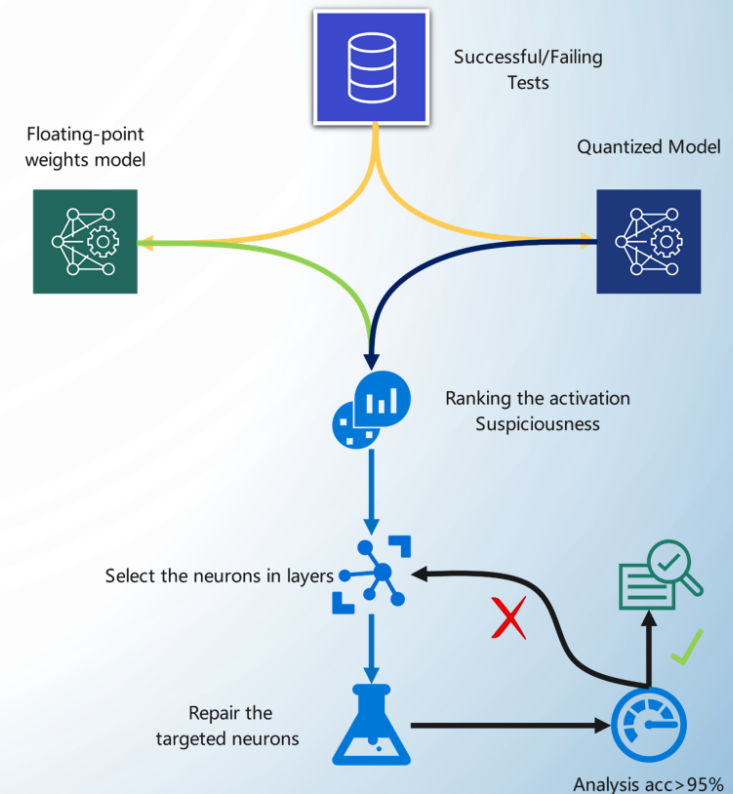 Successful/Failing
Tests
Floating-point
weights model
Quantized Model
Ranking the activation
Suspiciousness
Select the neurons in layers
Repair the
targeted neurons
Analysis acc>95%